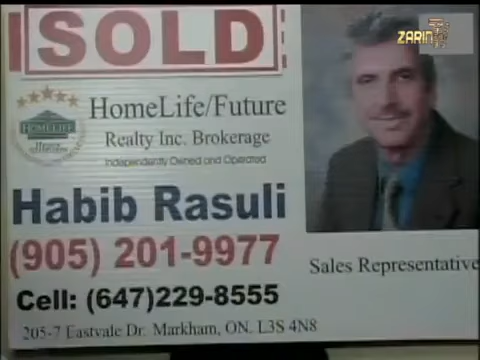 SOLD
ZARIN
HOMELIFE
HomeLife/Future
Realty Inc. Brokerage
Independently Owned and Operated
Habib Rasuli
(905) 201-9977
Sales Representative
Cell: (647)229-8555
205-7 Eastvale Dr. Markham, ON. L3S 4N8